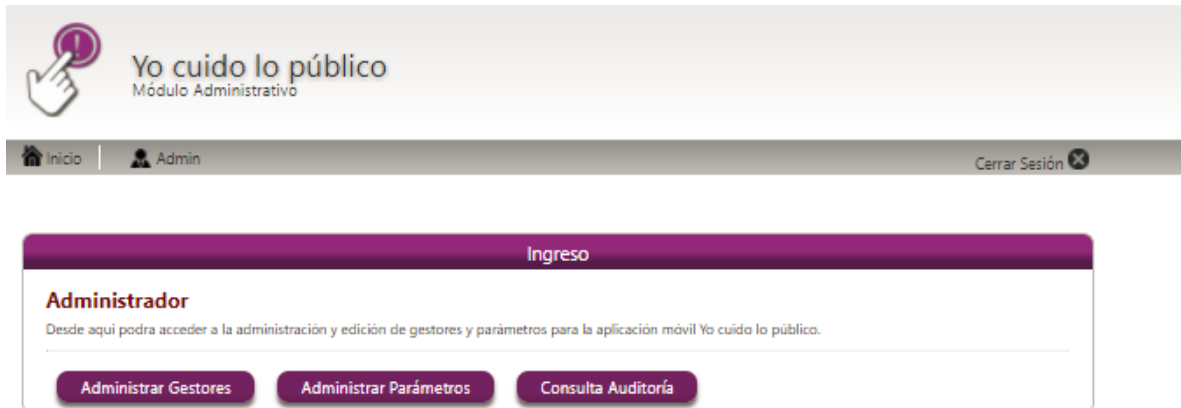 Yo cuido lo público
Módulo Administrativo
Inicio
Admin
Cerrar Sesión
Ingreso
Administrador
Desde aqui podra acceder a la administración y edición de gestores y parámetros para la aplicación móvil Yo cuido lo público.
Administrar Gestores
Administrar Parámetros
Consulta Auditoría